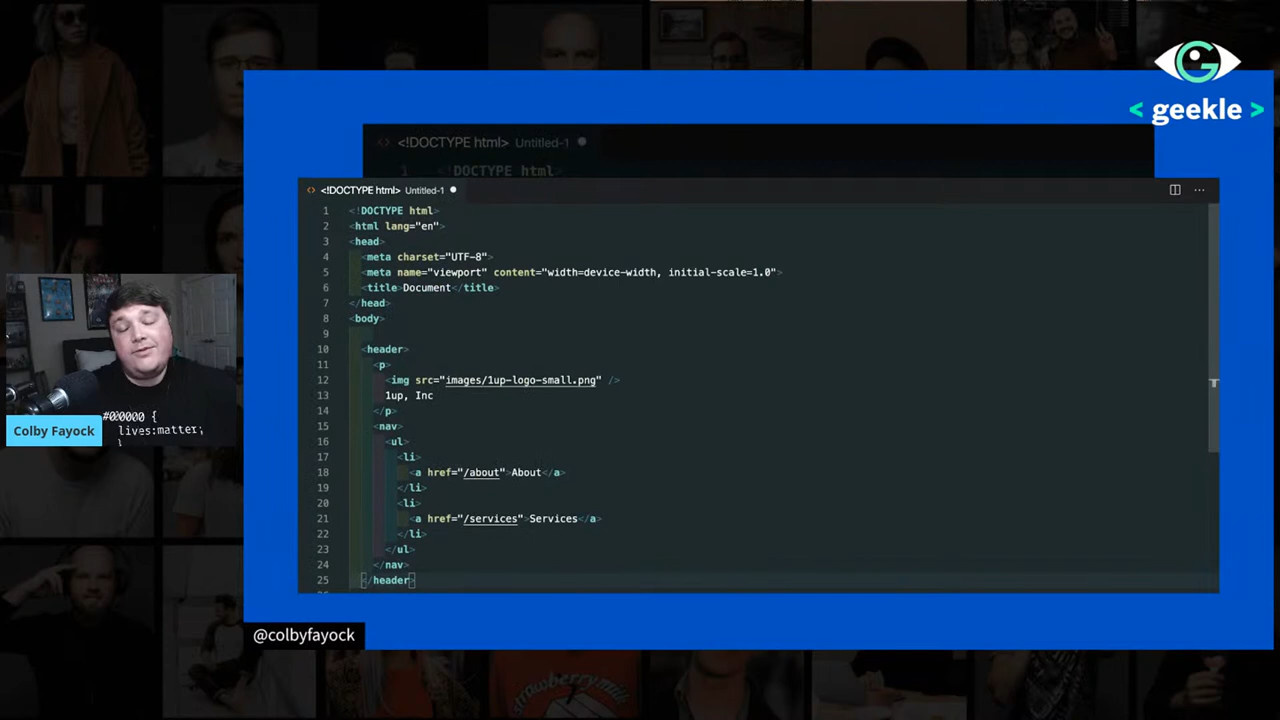 < geekle >
<!DOCTYPE html> Untitled-1
1 <!DOCTYPE html>
<!DOCTYPE html> Untitled-1
1 <!DOCTYPE html>
2 <html lang="en">
3 <head>
4 <meta charset="UTF-8">
5 <meta name="viewport" content="width=device-width, initial-scale=1.0">
6 <title>Document</title>
7 </head>
8 <body>
9
10 <header>
11 <p>
12 <img src="images/1up-logo-small.png" />
13 1up, Inc
14 </p>
15 <nav>
16 <ul>
17 <li>
18 <a href="/about">About</a>
19 </li>
20 <li>
21 <a href="/services">Services</a>
22 </li>
23 </ul>
24 </nav>
25 </header>
#000000 {
lives:matter;
}
Colby Fayock
@colbyfayock